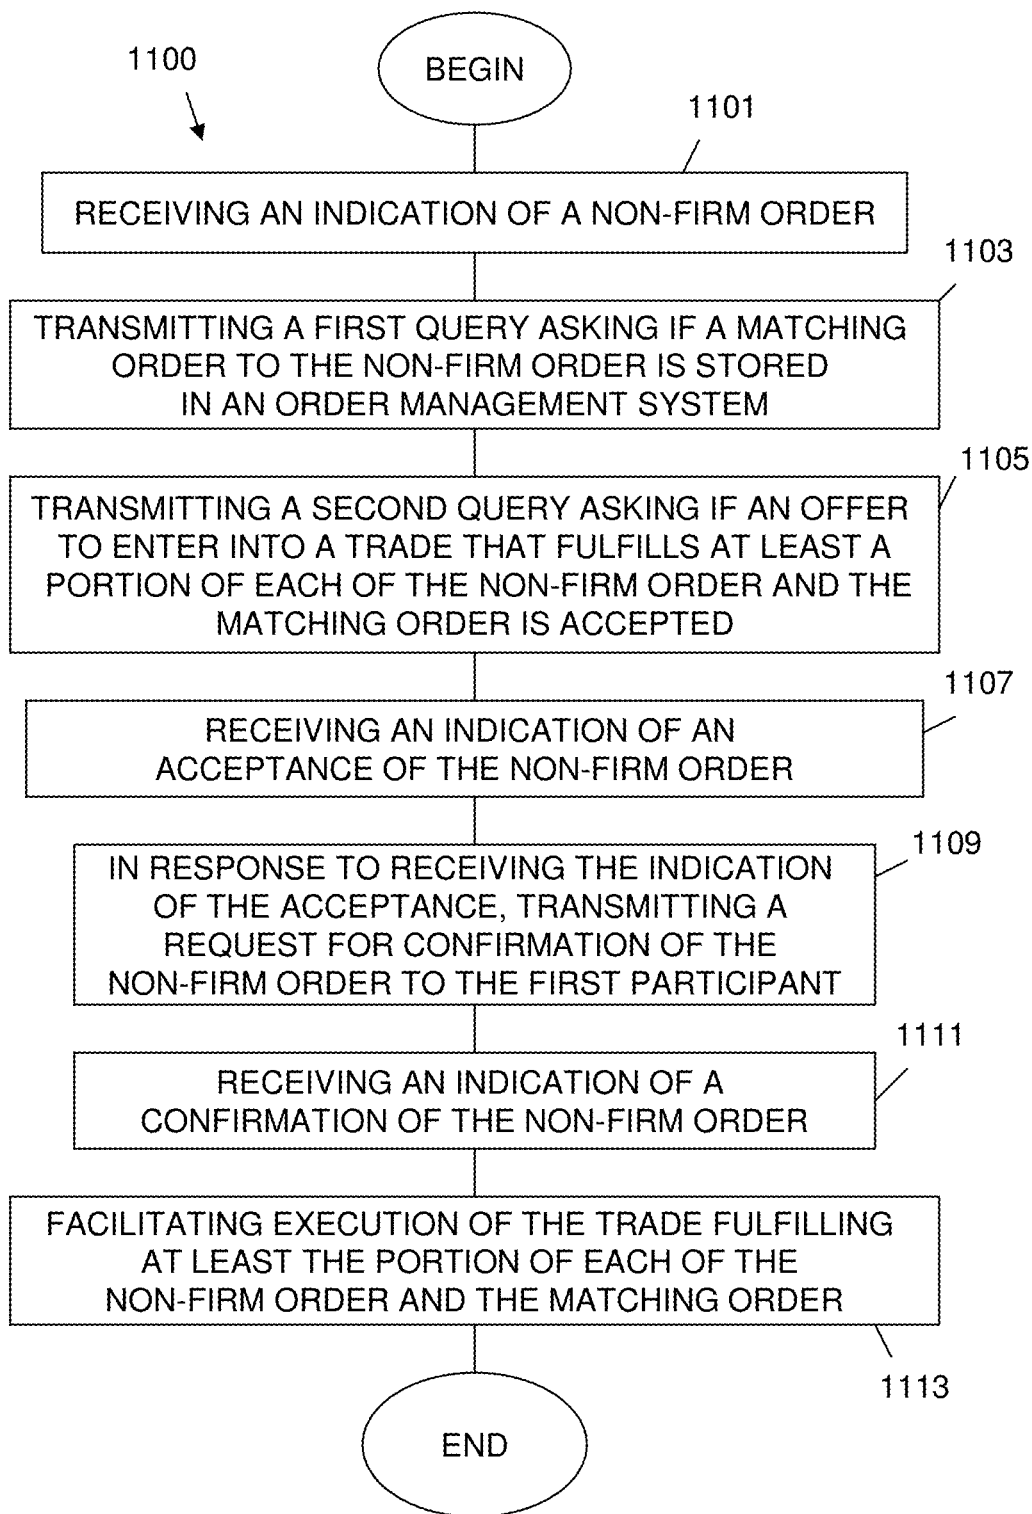 1100
BEGIN
1101
RECEIVING AN INDICATION OF A NON-FIRM ORDER
1103
TRANSMITTING A FIRST QUERY ASKING IF A MATCHING
ORDER TO THE NON-FIRM ORDER IS STORED
IN AN ORDER MANAGEMENT SYSTEM
1105
TRANSMITTING A SECOND QUERY ASKING IF AN OFFER
TO ENTER INTO A TRADE THAT FULFILLS AT LEAST A
PORTION OF EACH OF THE NON-FIRM ORDER AND THE
MATCHING ORDER IS ACCEPTED
1107
RECEIVING AN INDICATION OF AN
ACCEPTANCE OF THE NON-FIRM ORDER
1109
IN RESPONSE TO RECEIVING THE INDICATION
OF THE ACCEPTANCE, TRANSMITTING A
REQUEST FOR CONFIRMATION OF THE
NON-FIRM ORDER TO THE FIRST PARTICIPANT
1111
RECEIVING AN INDICATION OF A
CONFIRMATION OF THE NON-FIRM ORDER
FACILITATING EXECUTION OF THE TRADE FULFILLING
AT LEAST THE PORTION OF EACH OF THE
NON-FIRM ORDER AND THE MATCHING ORDER
1113
END